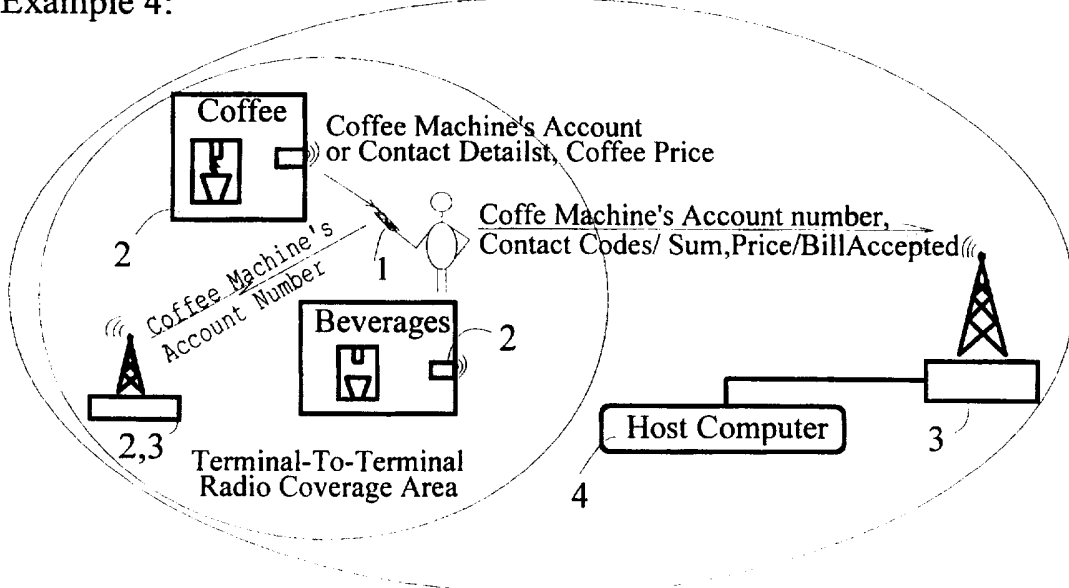 Example 4:
Coffee
Coffee Machine's Account
or Contact Detailst, Coffee Price
2
1
Coffe Machine's Account number,
Contact Codes/ Sum,Price/BillAccepted
Coffee Machine's
Account Number
Beverages
2
2,3
Terminal-To-Terminal
Radio Coverage Area
Host Computer
4
3